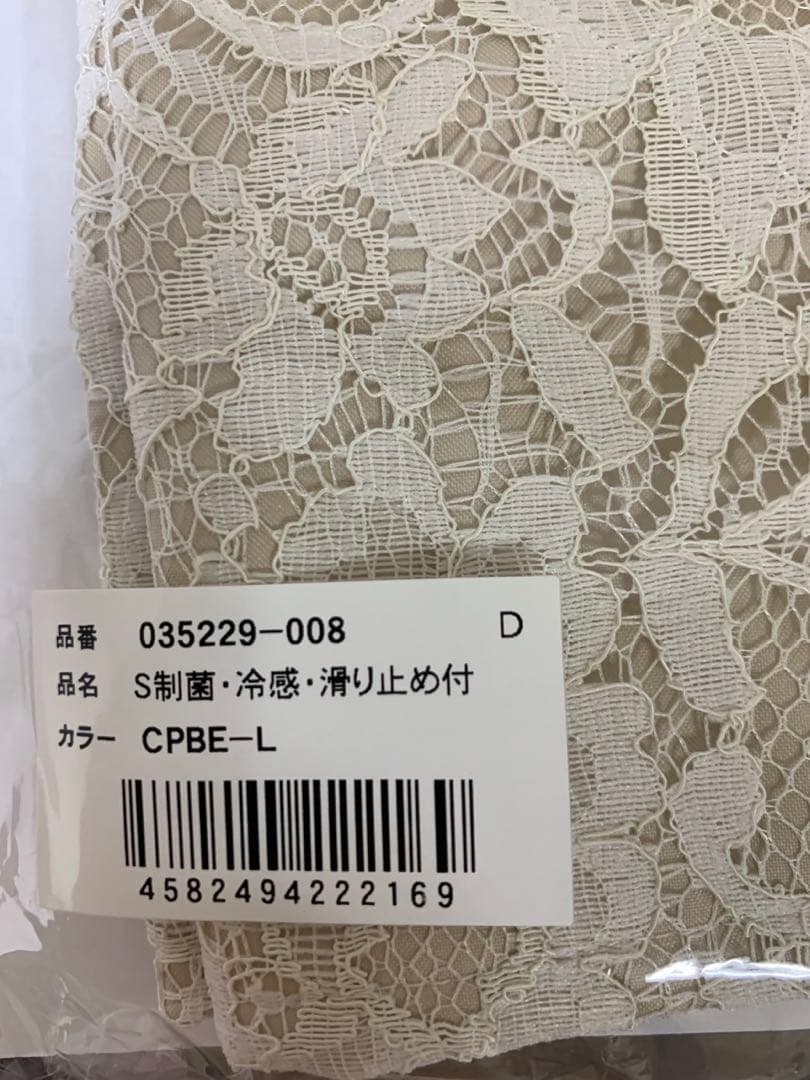 品番 035229-008 D
品名 S制菌・冷感・滑り止め付
カラー CPBE-L
4582494222169